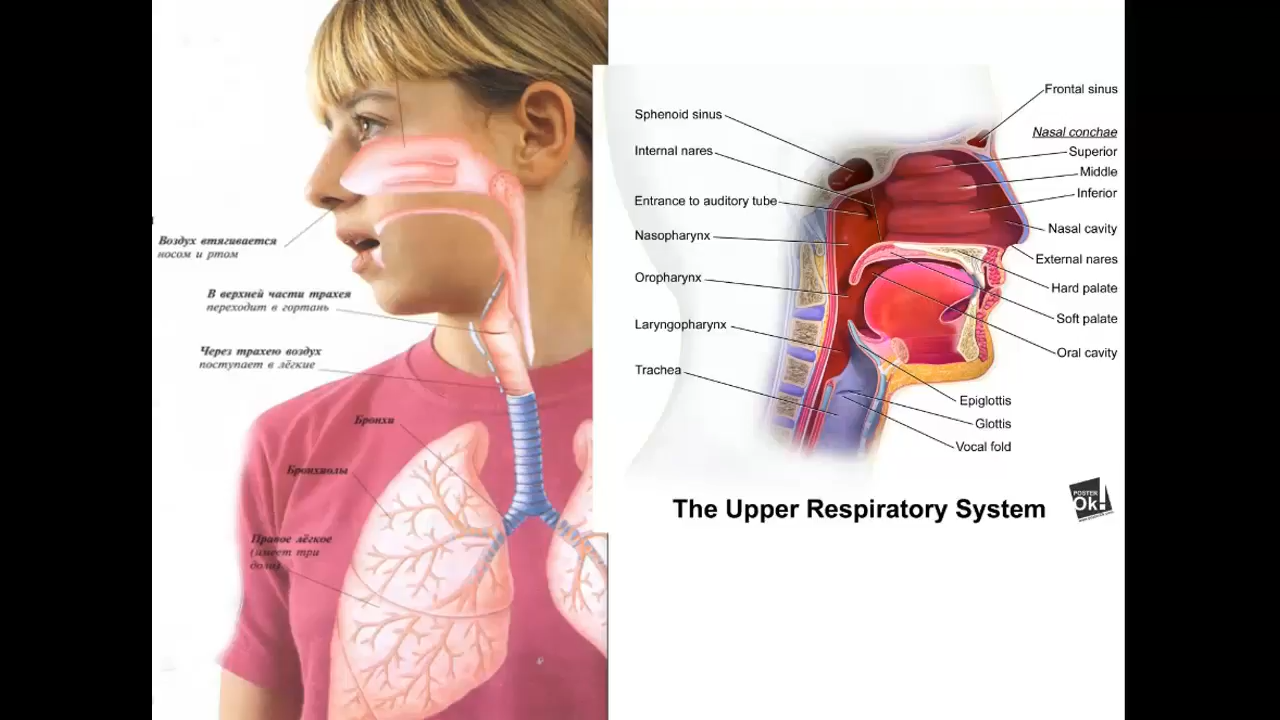 Воздух втягивается
носом и ртом
В верхней части трахея
переходит в гортань
Через трахею воздух
поступает в лёгкие
Бронхи
Бронхиолы
Правое лёгкое
(имеет три
доли)
Sphenoid sinus
Internal nares
Entrance to auditory tube
Nasopharynx
Oropharynx
Laryngopharynx
Trachea
Frontal sinus
Nasal conchae
Superior
Middle
Inferior
Nasal cavity
External nares
Hard palate
Soft palate
Oral cavity
Epiglottis
Glottis
Vocal fold
The Upper Respiratory System
POSTER
Ok!